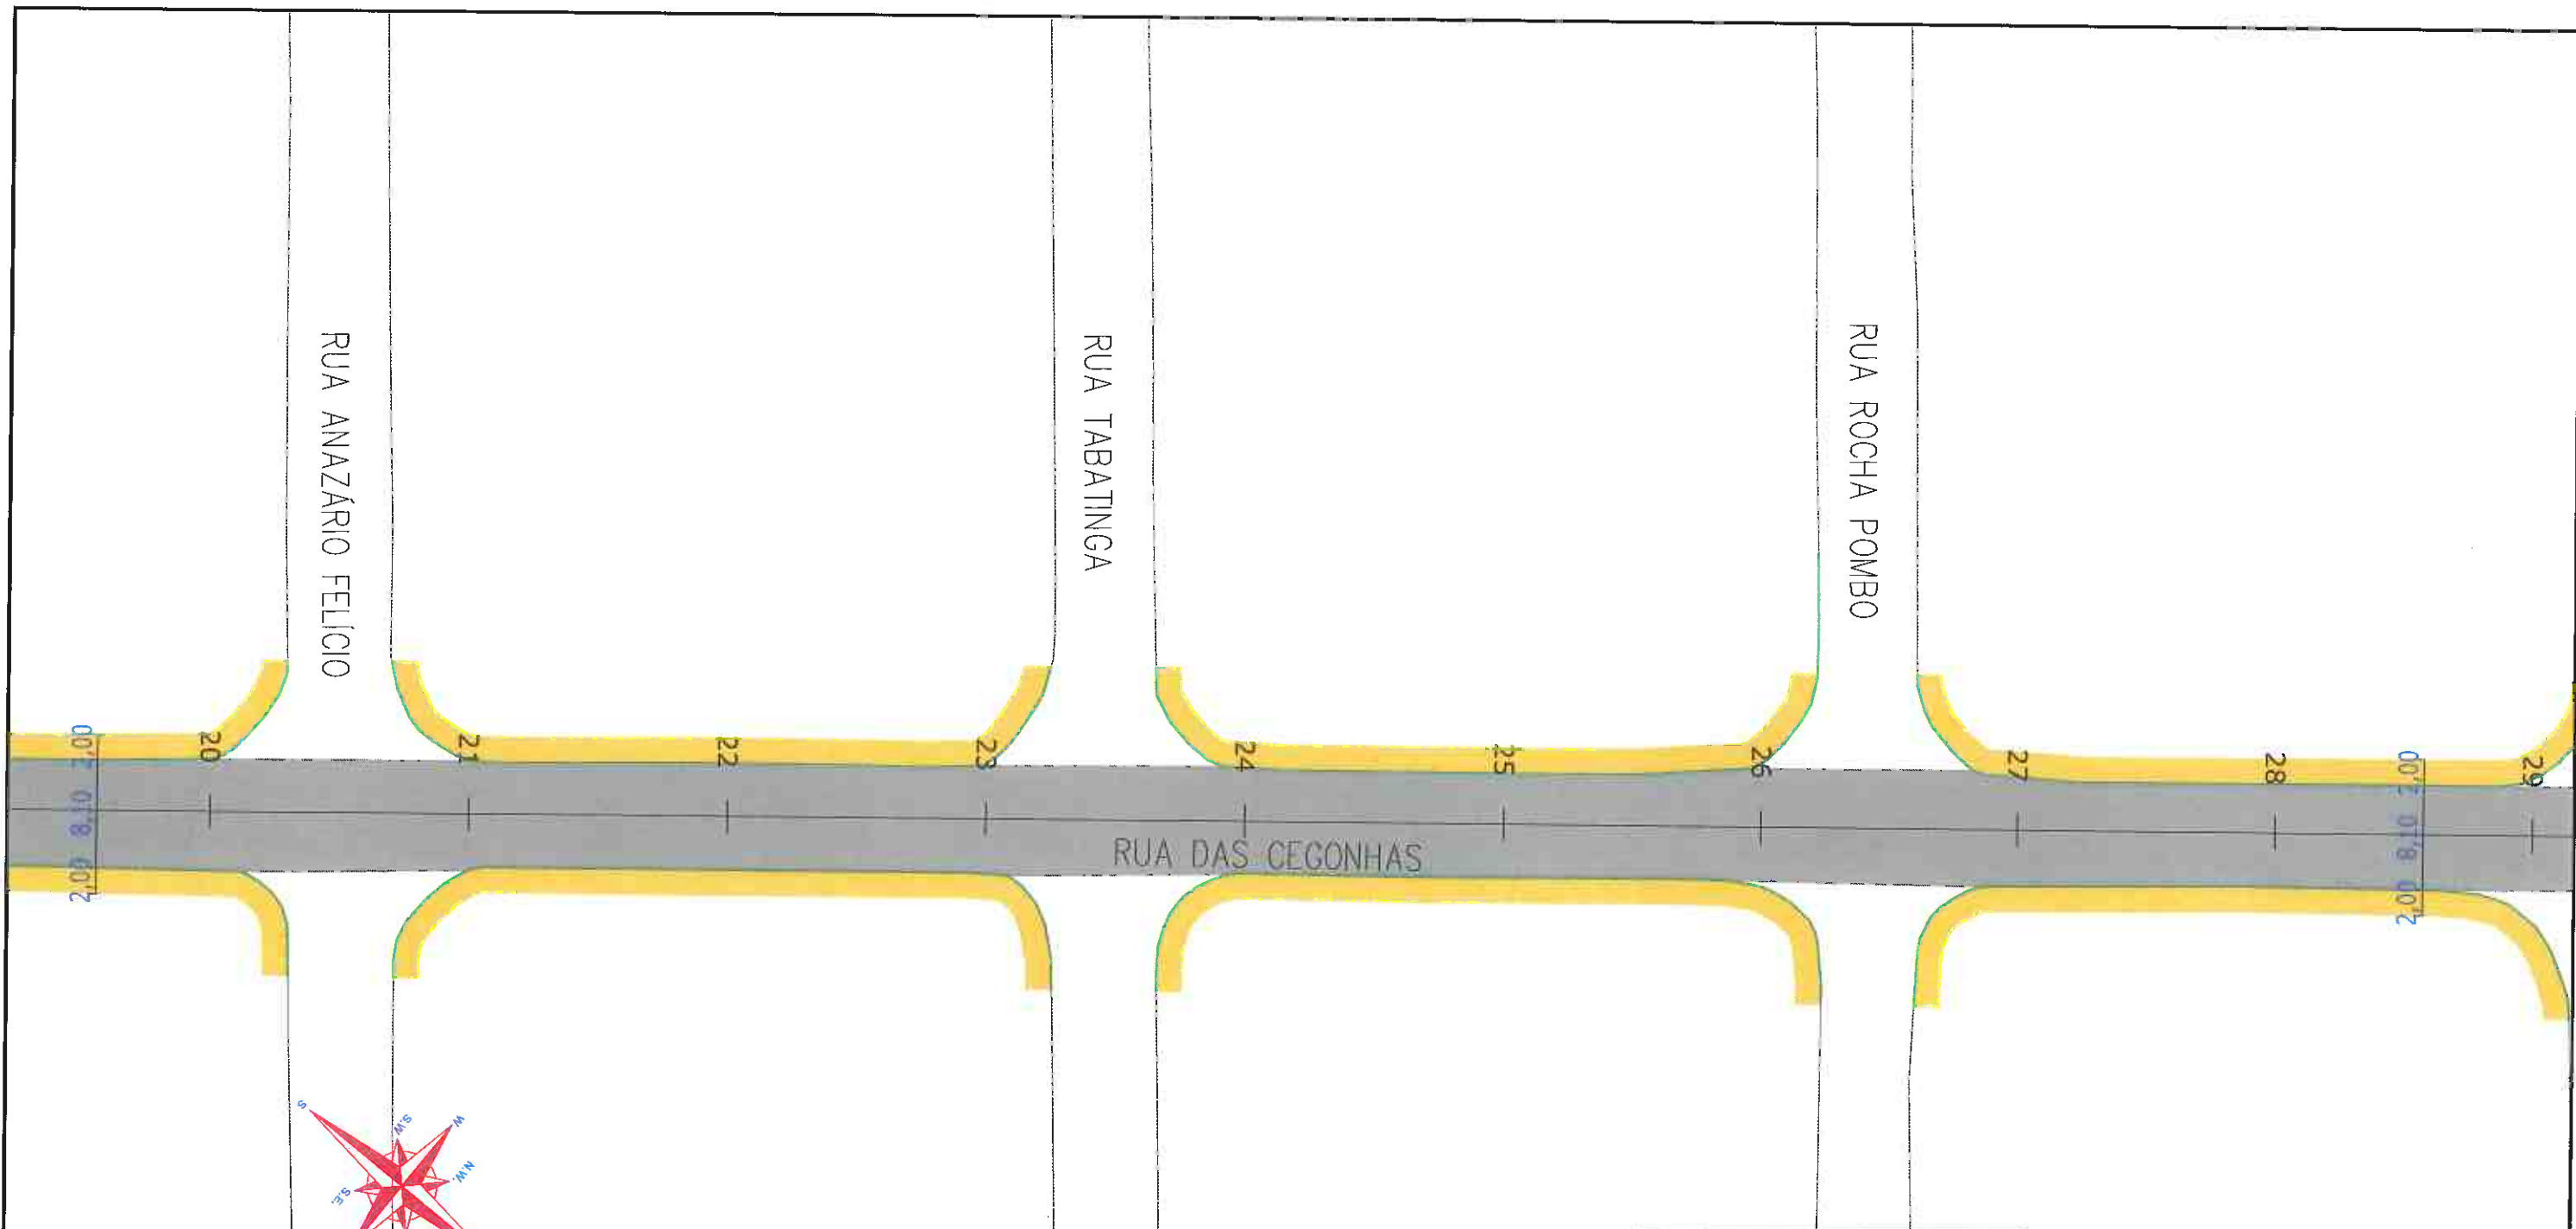 RUA ANAZÁRIO FELÍCIO
RUA TABATINGA
RUA ROCHA POMBO
2,00
20
21
22
23
24
25
26
27
28
2,00
29
8,10
8,10
RUA DAS CEGONHAS
2,00
2,00
S
S.W.
W
N.W.
S.E.